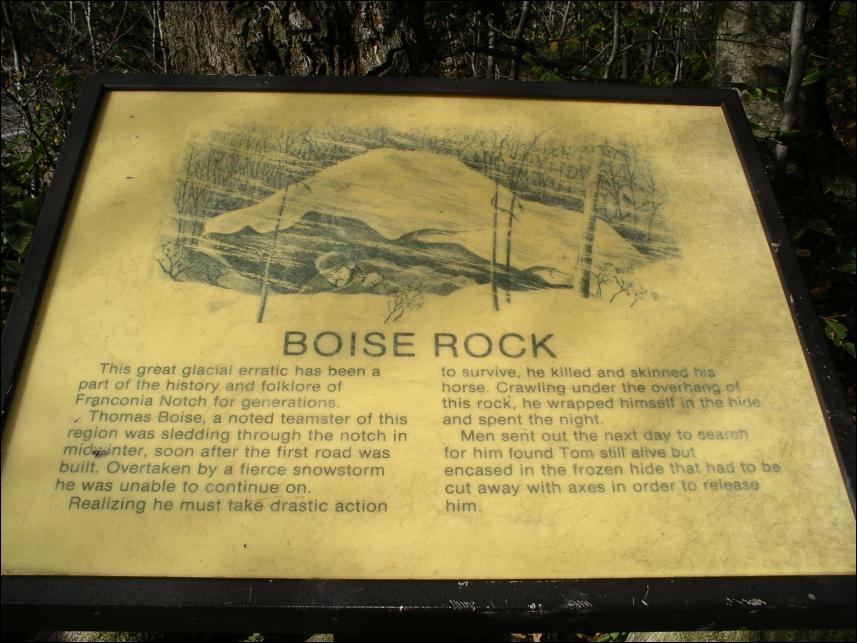 BOISE ROCK
This great glacial erratic has been a
part of the history and folklore of
Franconia Notch for generations.
Thomas Boise, a noted teamster of this
region was sledding through the notch in
midwinter, soon after the first road was
built. Overtaken by a fierce snowstorm
he was unable to continue on.
Realizing he must take drastic action
to survive, he killed and skinned his
horse. Crawling under the overhang of
this rock, he wrapped himself in the hide
and spent the night.
Men sent out the next day to search
for him found Tom still alive but
encased in the frozen hide that had to be
cut away with axes in order to release
him.